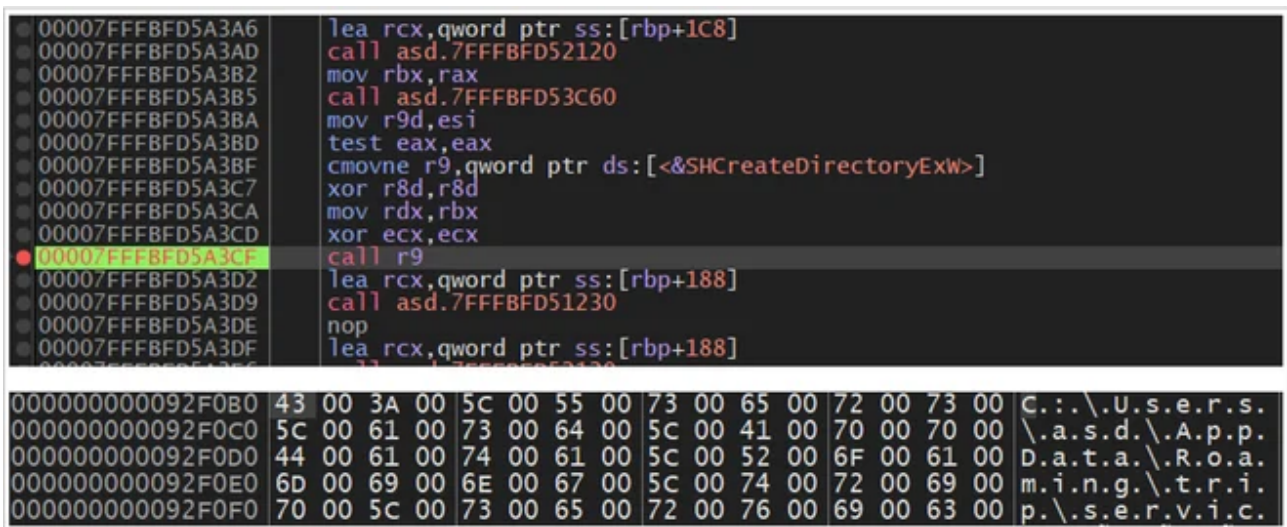 00007FFFBFD5A3A6 lea rcx,qword ptr ss:[rbp+1C8]
00007FFFBFD5A3AD call asd.7FFFBFD52120
00007FFFBFD5A3B2 mov rbx,rax
00007FFFBFD5A3B5 call asd.7FFFBFD53C60
00007FFFBFD5A3BA mov r9d,esi
00007FFFBFD5A3BD test eax,eax
00007FFFBFD5A3BF cmovne r9,qword ptr ds:[<&SHCreateDirectoryExW>]
00007FFFBFD5A3C7 xor r8d,r8d
00007FFFBFD5A3CA mov rdx,rbx
00007FFFBFD5A3CD xor ecx,ecx
00007FFFBFD5A3CF call r9
00007FFFBFD5A3D2 lea rcx,qword ptr ss:[rbp+188]
00007FFFBFD5A3D9 call asd.7FFFBFD51230
00007FFFBFD5A3DE nop
00007FFFBFD5A3DF lea rcx,qword ptr ss:[rbp+188]
000000000092F0B0 43 00 3A 00 5C 00 55 00 73 00 65 00 72 00 73 00 C.:.\.U.s.e.r.s.
000000000092F0C0 5C 00 61 00 73 00 64 00 5C 00 41 00 70 00 70 00 \.a.s.d.\.A.p.p.
000000000092F0D0 44 00 61 00 74 00 61 00 5C 00 52 00 6F 00 61 00 D.a.t.a.\.R.o.a.
000000000092F0E0 6D 00 69 00 6E 00 67 00 5C 00 74 00 72 00 69 00 m.i.n.g.\.t.r.i.
000000000092F0F0 70 00 5C 00 73 00 65 00 72 00 76 00 69 00 63 00 p.\.s.e.r.v.i.c.